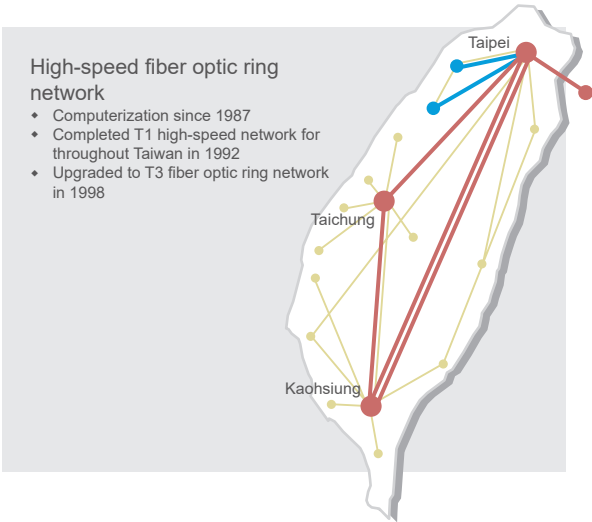 High-speed fiber optic ring
network
◆ Computerization since 1987
◆ Completed T1 high-speed network for
throughout Taiwan in 1992
◆ Upgraded to T3 fiber optic ring network
in 1998
Taipei
Taichung
Kaohsiung